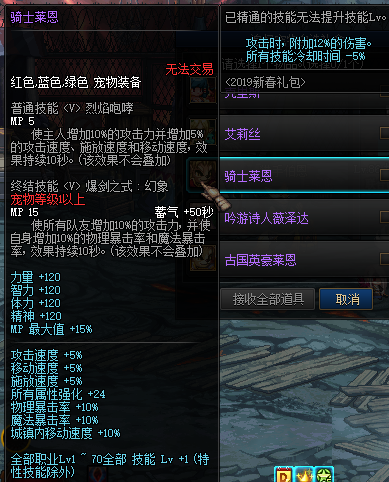 骑士莱恩
无法交易
红色,蓝色,绿色 宠物装备
普通技能 <V> 烈焰咆哮
MP 5
使主人增加10%的攻击力并增加5%
的攻击速度、施放速度和移动速度，效
果持续10秒。(该效果不会叠加)
终结技能 <V> 爆剑之式：幻象
宠物等级1以上
MP 15 蓄气 +50秒
使所有队友增加10%的攻击力,并使
自身增加10%的物理暴击率和魔法暴击
率，效果持续10秒。(该效果不会叠加)
力量 +120
智力 +120
体力 +120
精神 +120
MP 最大值 +15%
攻击速度 +5%
移动速度 +5%
施放速度 +5%
所有属性强化 +24
物理暴击率 +10%
魔法暴击率 +10%
城镇内移动速度 +10%
全部职业Lv1 ~ 70全部 技能 Lv +1 (特
性技能除外)
已精通的技能无法提升技能Lv。
攻击时，附加12%的伤害。
所有技能冷却时间 -5%
<2019新春礼包>
艾莉丝
骑士莱恩
吟游诗人薇泽达
古国英豪莱恩
接收全部道具
取消